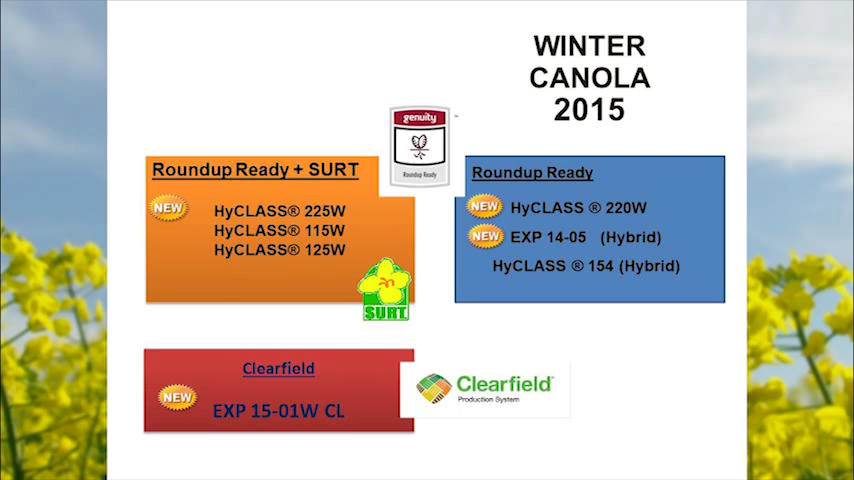 WINTER
CANOLA
2015
genuity
Roundup Ready
Roundup Ready + SURT
NEW
HyCLASS® 225W
HyCLASS® 115W
HyCLASS® 125W
SURT
Roundup Ready
NEW HyCLASS ® 220W
NEW EXP 14-05 (Hybrid)
HyCLASS ® 154 (Hybrid)
Clearfield
NEW
EXP 15-01W CL
Clearfield™
Production System